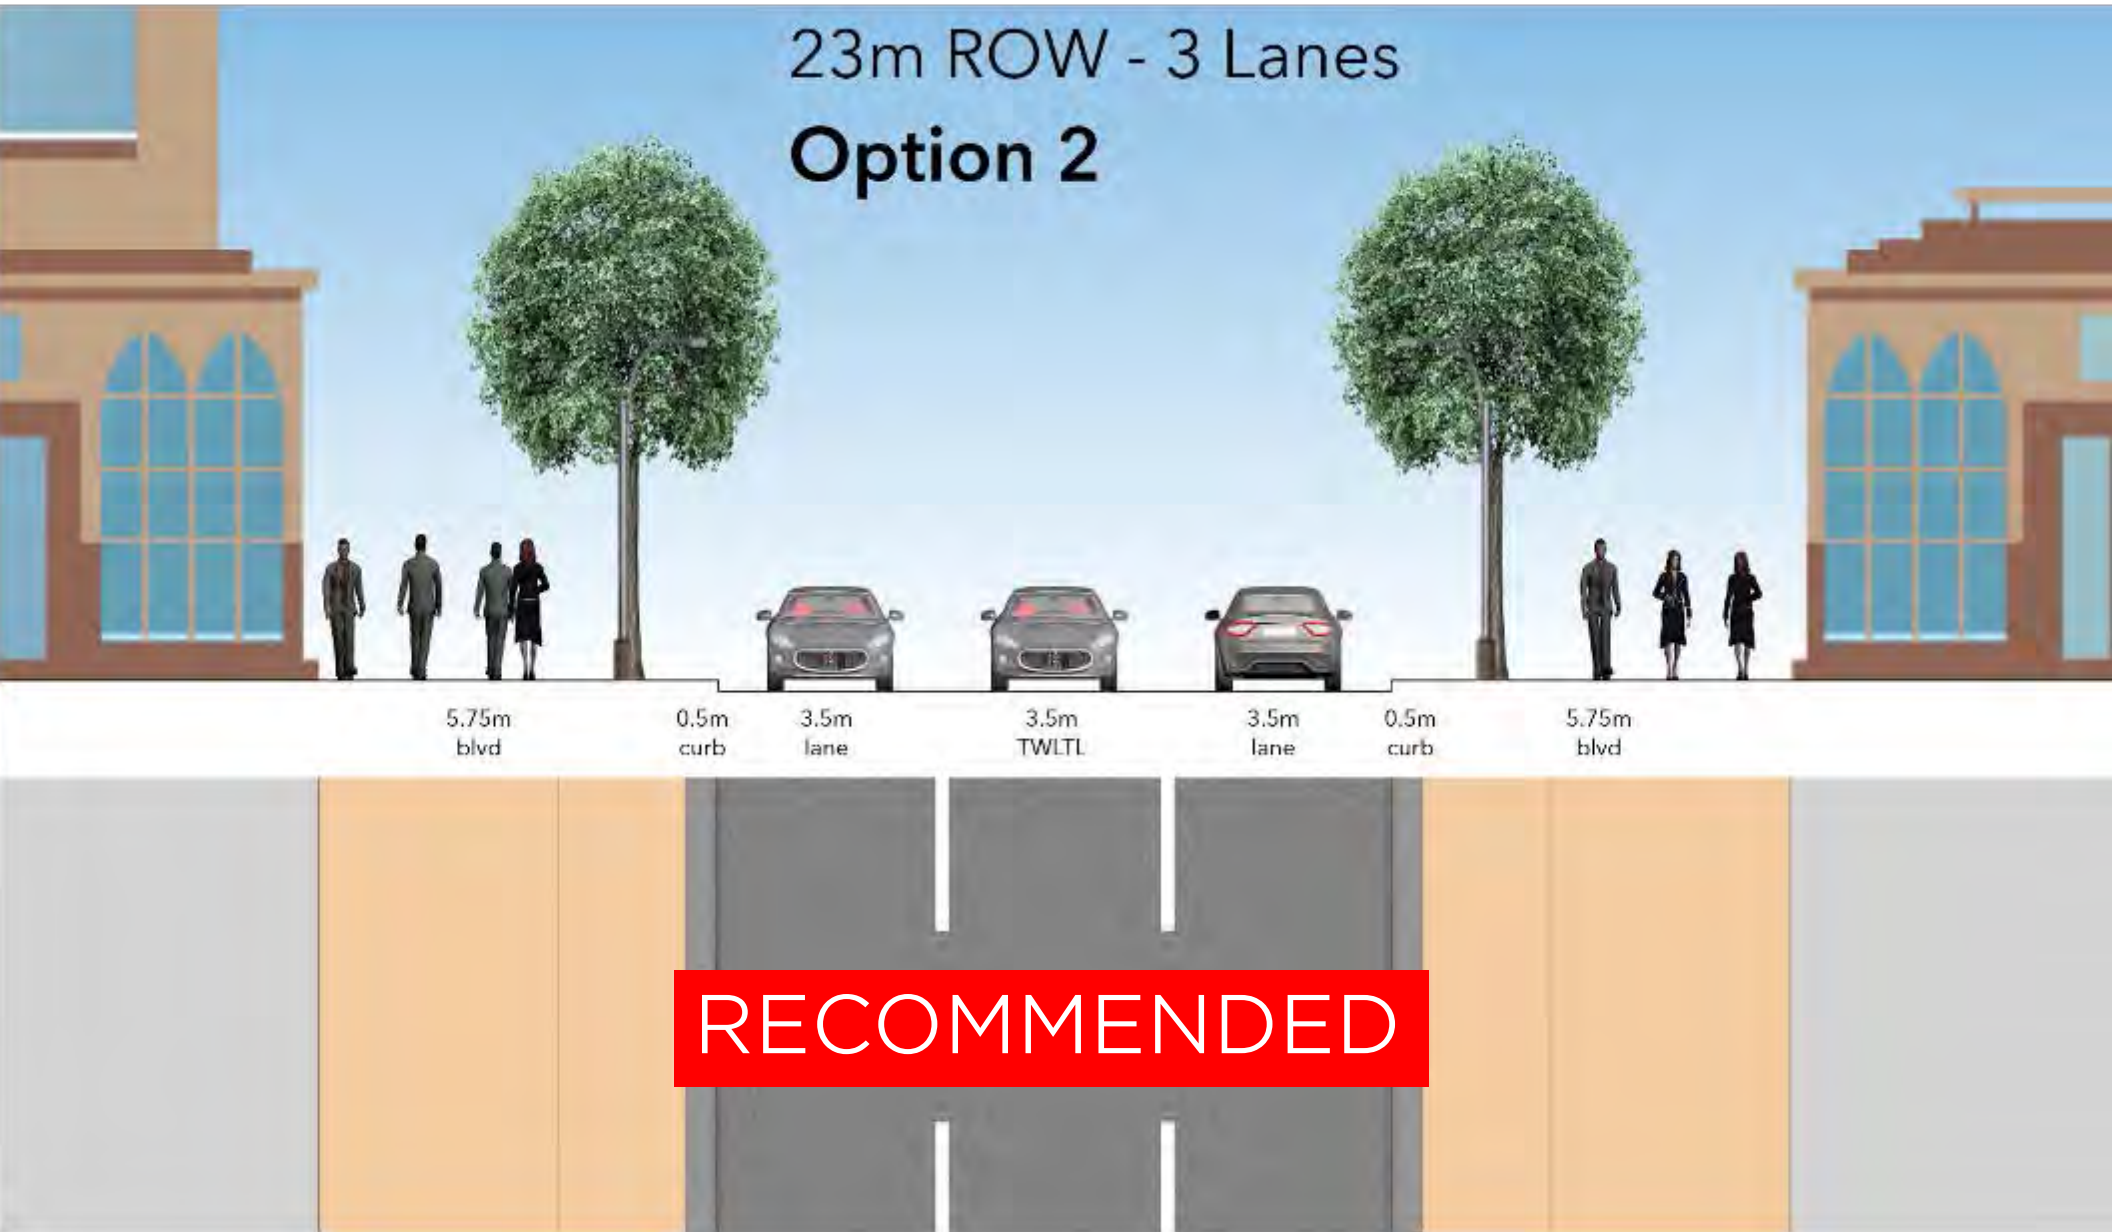 23m ROW - 3 Lanes
Option 2
5.75m 0.5m 3.5m 3.5m 3.5m 0.5m 5.75m
blvd curb lane TWLTL lane curb blvd
RECOMMENDED